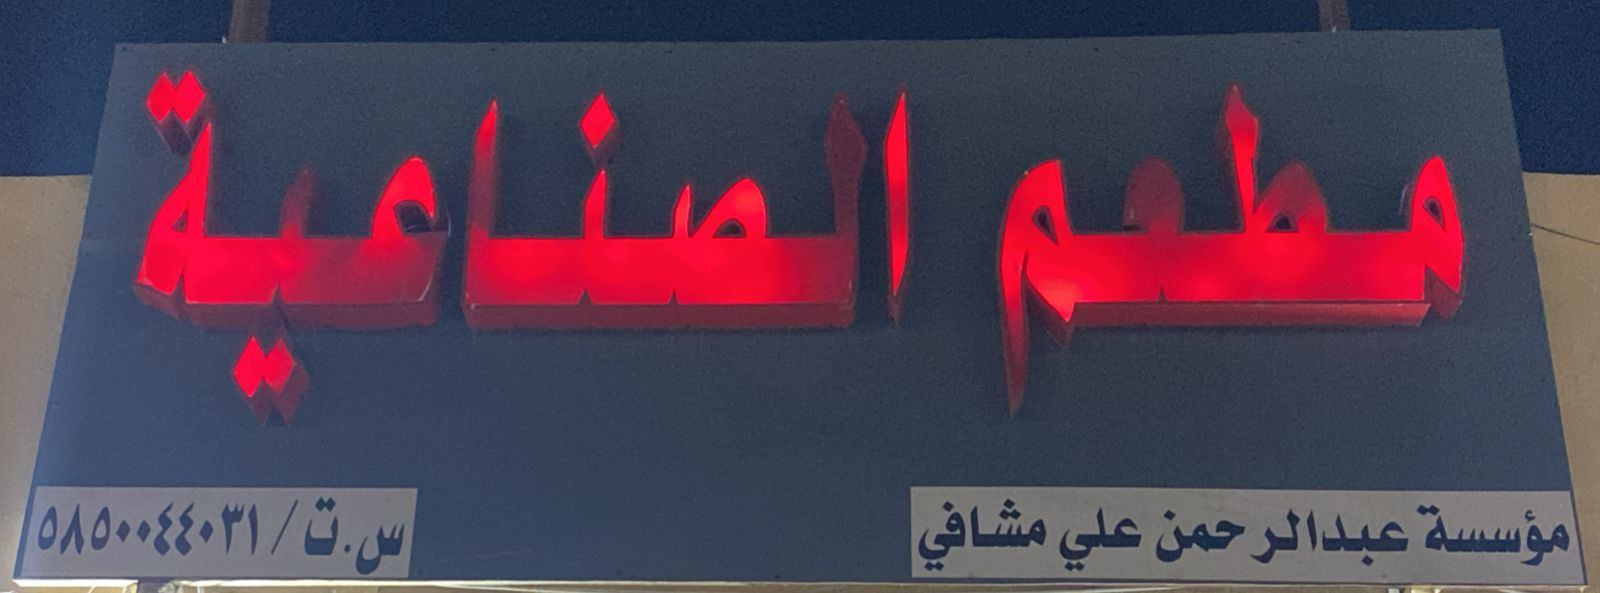 مطعم الصناعية
مؤسسة عبدالرحمن علي مشافي
س.ت/ ٥٨٥٠٠٤٤٠٣١